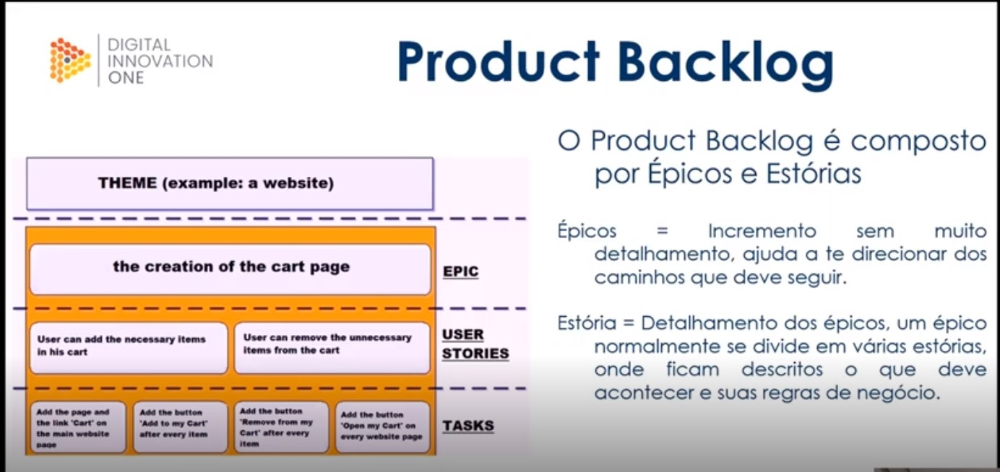 DIGITAL
INNOVATION
ONE
Product Backlog
THEME (example: a website)
the creation of the cart page
EPIC
User can add the necessary items
in his cart
User can remove the unnecessary
items from the cart
USER
STORIES
Add the page and
the link 'Cart' on
the main website
page
Add the button
'Add to my Cart'
after every item
Add the button
'Remove from my
Cart' after every
item
Add the button
'Open my Cart' on
every website page
TASKS
O Product Backlog é composto
por Épicos e Estórias
Épicos = Incremento sem muito
detalhamento, ajuda a te direcionar dos
caminhos que deve seguir.
Estória = Detalhamento dos épicos, um épico
normalmente se divide em várias estórias,
onde ficam descritos o que deve
acontecer e suas regras de negócio.